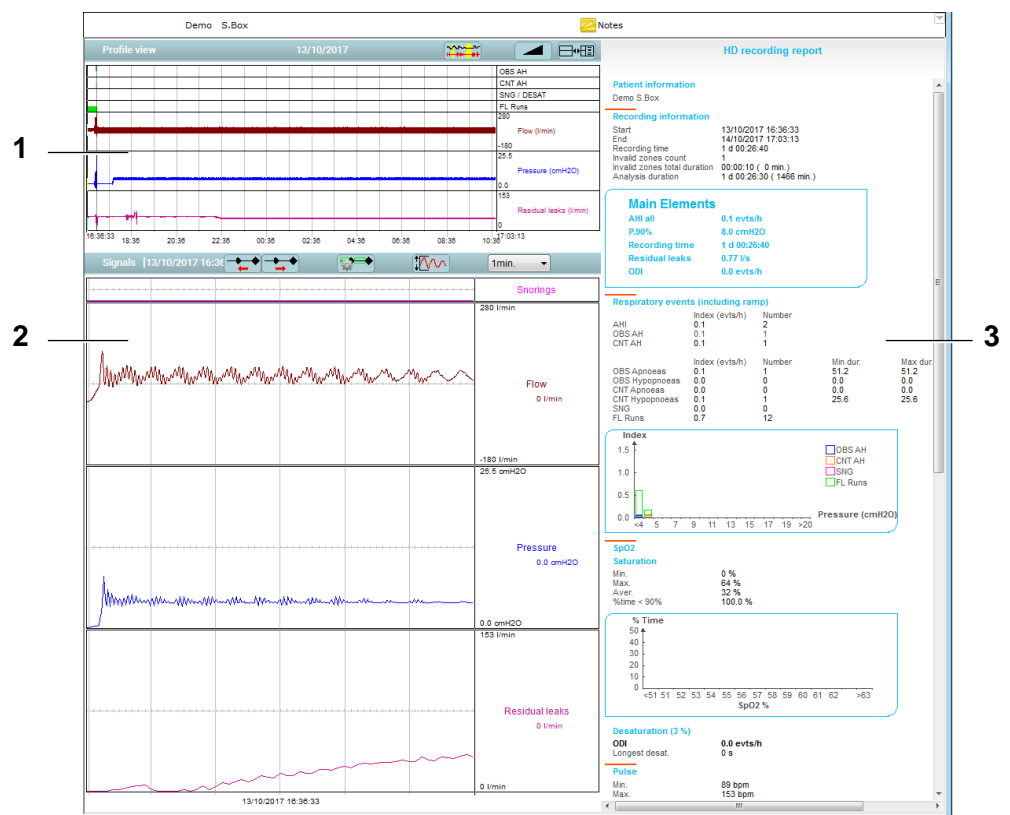 Demo S.Box
Notes
Profile view 13/10/2017
OBS AH
CNT AH
SNG / DESAT
FL Runs
280
Flow (l/min)
-180
25.5
Pressure (cmH2O)
0.0
153
Residual leaks (l/min)
0
16:36:33 18:36 20:36 22:36 00:36 02:36 04:36 06:36 08:36 10:36 17:03:13
1
Signals [13/10/2017 16:36
1min.
Snorings
280 l/min
Flow
0 l/min
-180 l/min
2
25.5 cmH2O
Pressure
0.0 cmH2O
0.0 cmH2O
153 l/min
Residual leaks
0 l/min
0 l/min
13/10/2017 16:36:33
HD recording report
Patient information
Demo S.Box
Recording information
Start 13/10/2017 16:36:33
End 14/10/2017 17:03:13
Recording time 1 d 00:26:40
Invalid zones count 1
Invalid zones total duration 00:00:10 ( 0 min.)
Analysis duration 1 d 00:26:30 ( 1466 min.)
Main Elements
AHI all 0.1 evts/h
P.90% 8.0 cmH2O
Recording time 1 d 00:26:40
Residual leaks 0.77 l/s
ODI 0.0 evts/h
Respiratory events (including ramp)
Index (evts/h) Number
AHI 0.1 2
OBS AH 0.1 1
CNT AH 0.1 1
3
Index (evts/h) Number Min dur. Max dur.
OBS Apnoeas 0.1 1 51.2 51.2
OBS Hypopnoeas 0.0 0 0.0 0.0
CNT Apnoeas 0.0 0 0.0 0.0
CNT Hypopnoeas 0.1 1 25.6 25.6
SNG 0.0 0
FL Runs 0.7 12
Index
1.5
1.0
0.5
0.0
OBS AH
CNT AH
SNG
FL Runs
Pressure (cmH2O)
<4 5 7 9 11 13 15 17 19 >20
SpO2
Saturation
Min. 0 %
Max. 64 %
Aver. 32 %
%time < 90% 100.0 %
% Time
50
40
30
20
10
0
<51 51 52 53 54 55 56 57 58 59 60 61 62 >63
SpO2 %
Desaturation (3 %)
ODI 0.0 evts/h
Longest desat. 0 s
Pulse
Min. 89 bpm
Max. 153 bpm